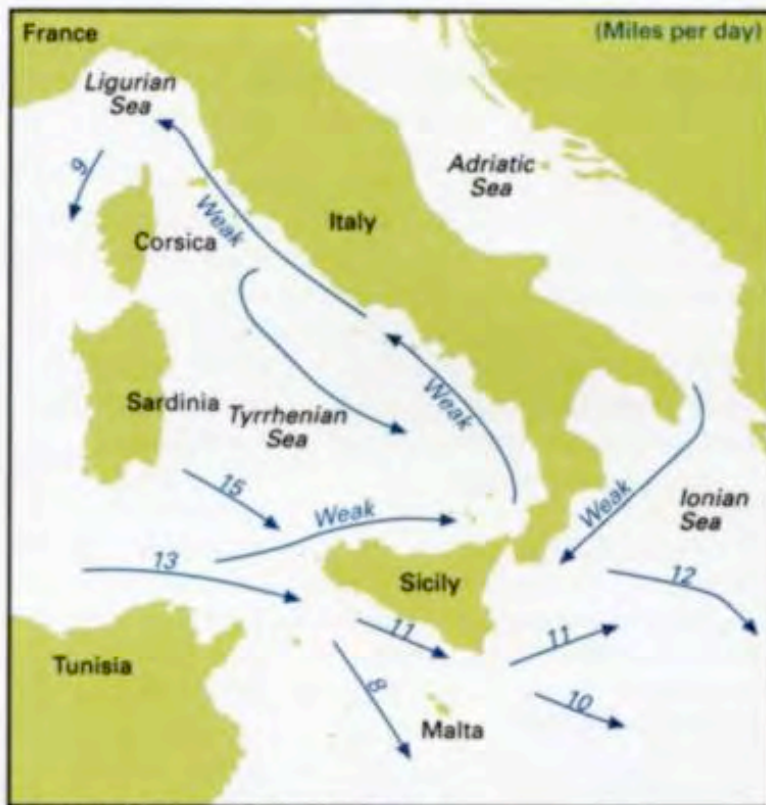 France
(Miles per day)
Ligurian
Sea
Adriatic
Sea
9
Weak
Italy
Corsica
Sardinia
Tyrrhenian
Sea
Weak
15
Weak
Weak
Ionian
Sea
13
Sicily
12
11
11
Tunisia
8
10
Malta